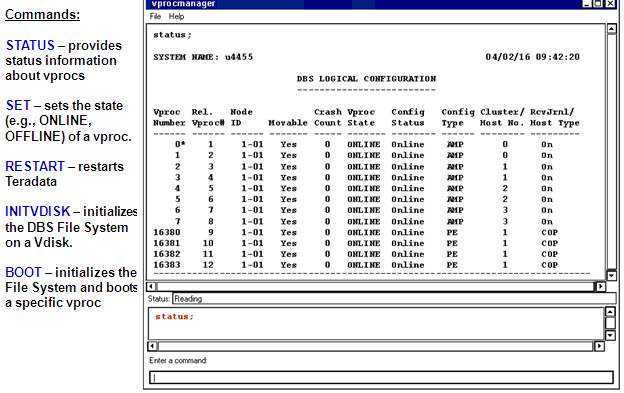 Commands:
STATUS – provides
status information
about vprocs
SET – sets the state
(e.g., ONLINE,
OFFLINE) of a vproc.
RESTART – restarts
Teradata
INITVDISK – initializes
the DBS File System
on a Vdisk.
BOOT – initializes the
File System and boots
a specific vproc
vprocmanager
File Help
status;
SYSTEM NAME: u4455 04/02/16 09:42:20
DBS LOGICAL CONFIGURATION
Vproc Rel. Node Crash Vproc Config Config Cluster/ RcvJrnl/
Number Vproc# ID Movable Count State Status Type Host No. Host Type
0* 1 1-01 Yes 0 ONLINE Online AMP 0 On
1 2 1-01 Yes 0 ONLINE Online AMP 0 On
2 3 1-01 Yes 0 ONLINE Online AMP 1 On
3 4 1-01 Yes 0 ONLINE Online AMP 1 On
4 5 1-01 Yes 0 ONLINE Online AMP 2 On
5 6 1-01 Yes 0 ONLINE Online AMP 2 On
6 7 1-01 Yes 0 ONLINE Online AMP 3 On
7 8 1-01 Yes 0 ONLINE Online AMP 3 On
16380 9 1-01 Yes 0 ONLINE Online PE 1 COP
16381 10 1-01 Yes 0 ONLINE Online PE 1 COP
16382 11 1-01 Yes 0 ONLINE Online PE 1 COP
16383 12 1-01 Yes 0 ONLINE Online PE 1 COP
Status: Reading
status;
Enter a command: